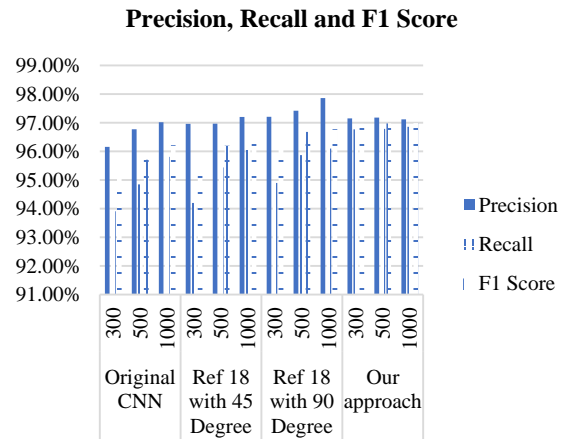 Precision, Recall and F1 Score
99.00%
98.00%
97.00%
96.00%
95.00%
94.00%
93.00%
92.00%
91.00%
300 500 1000 300 500 1000 300 500 1000 300 500 1000
Original Ref 18 Ref 18 Our
CNN with 45 with 90 approach
Degree Degree
Precision
Recall
F1 Score